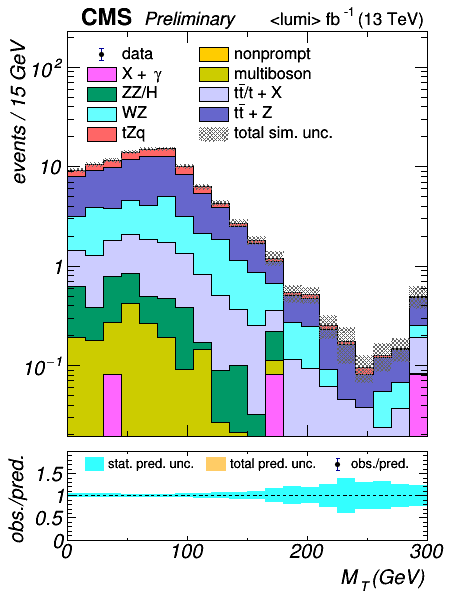 CMS Preliminary <lumi> fb⁻¹ (13 TeV)
events / 15 GeV
10²
10
1
10⁻¹
data
nonprompt
X + γ
multiboson
ZZ/H
tt̄/t + X
WZ
tt̄ + Z
tZq
total sim. unc.
obs./pred.
1.5
1
0.5
0
stat. pred. unc.
total pred. unc.
obs./pred.
0 100 200 300
M_T (GeV)